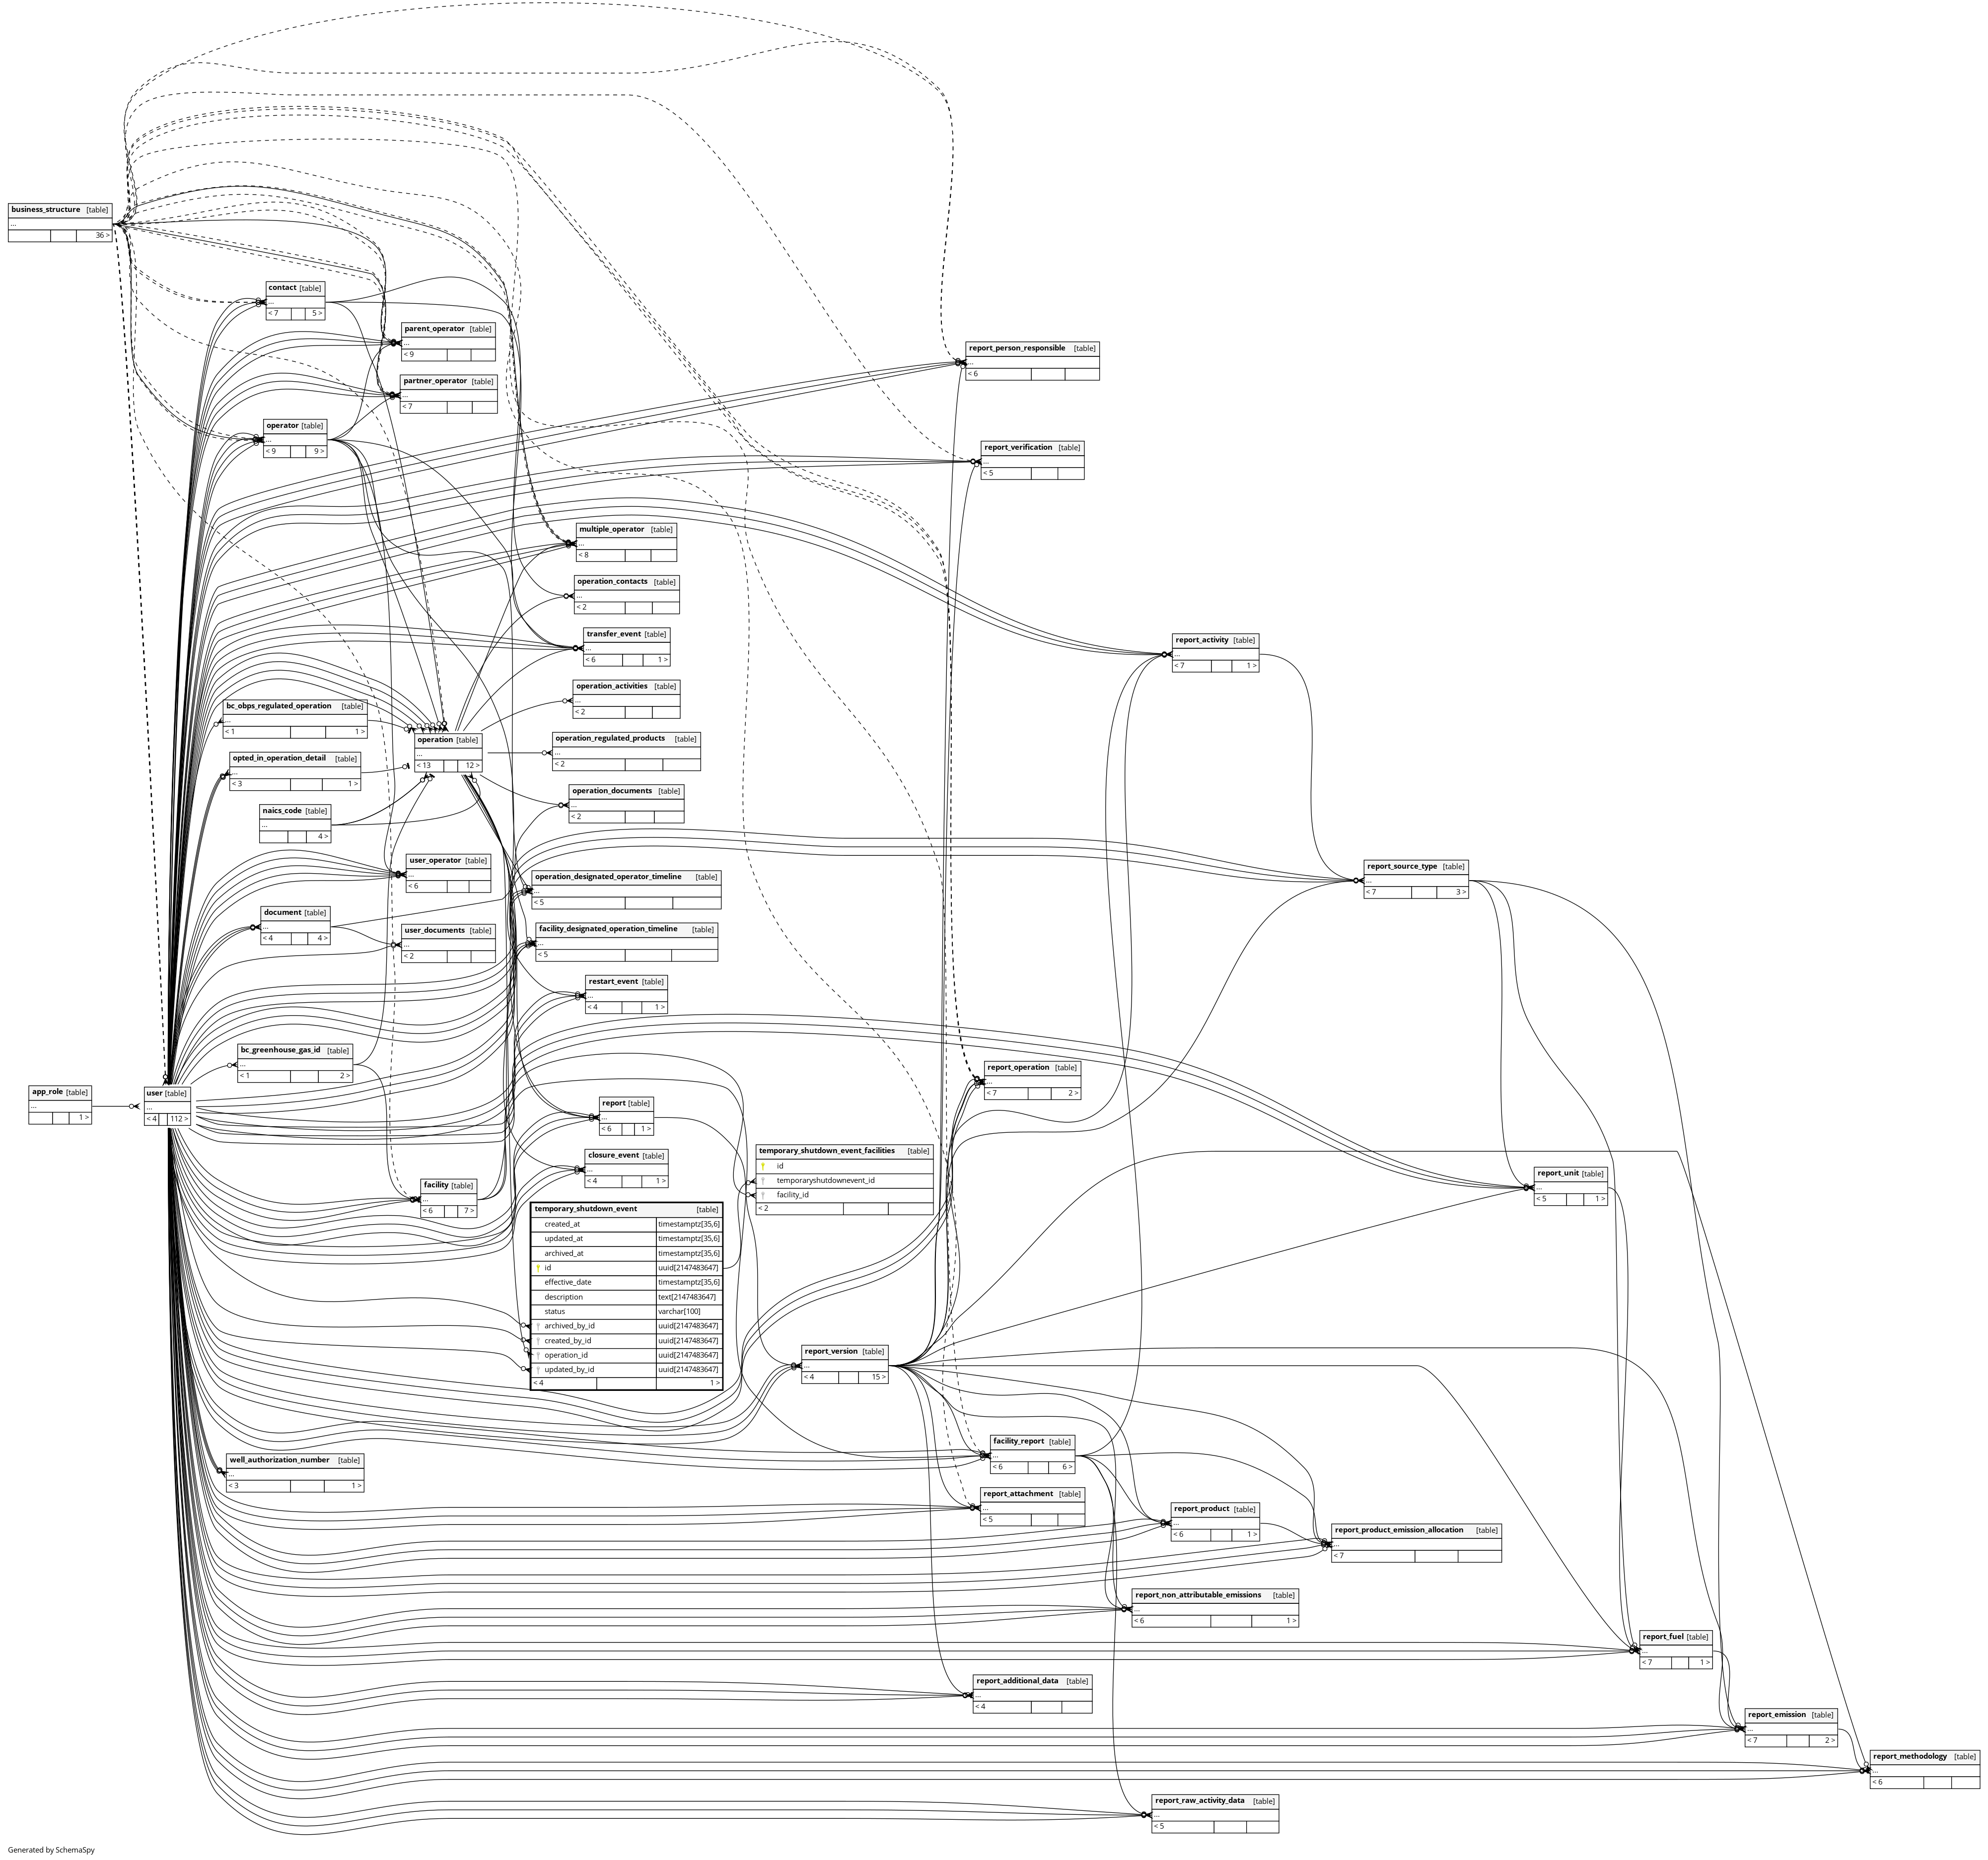 business_structure [table]
...
36 >
contact [table]
...
< 7 5 >
parent_operator [table]
...
< 9
report_person_responsible [table]
...
< 6
partner_operator [table]
...
< 7
operator [table]
...
< 9 9 >
report_verification [table]
...
< 5
multiple_operator [table]
...
< 8
operation_contacts [table]
...
< 2
transfer_event [table]
...
< 6 1 >
report_activity [table]
...
< 7 1 >
operation_activities [table]
...
< 2
bc_obps_regulated_operation [table]
...
< 1 1 >
operation [table]
...
< 13 12 >
operation_regulated_products [table]
...
< 2
opted_in_operation_detail [table]
...
< 3 1 >
operation_documents [table]
...
< 2
naics_code [table]
...
4 >
user_operator [table]
...
< 6
report_source_type [table]
...
< 7 3 >
operation_designated_operator_timeline [table]
...
< 5
document [table]
...
< 4 4 >
user_documents [table]
...
< 2
facility_designated_operation_timeline [table]
...
< 5
restart_event [table]
...
< 4 1 >
bc_greenhouse_gas_id [table]
...
< 1 2 >
report_operation [table]
...
< 7 2 >
app_role [table]
...
1 >
user [table]
...
< 4 112 >
report [table]
...
< 6 1 >
closure_event [table]
...
< 4 1 >
temporary_shutdown_event_facilities [table]
id
temporaryshutdownevent_id
facility_id
< 2
report_unit [table]
...
< 5 1 >
facility [table]
...
< 6 7 >
temporary_shutdown_event [table]
created_at timestamptz[35,6]
updated_at timestamptz[35,6]
archived_at timestamptz[35,6]
id uuid[2147483647]
effective_date timestamptz[35,6]
description text[2147483647]
status varchar[100]
archived_by_id uuid[2147483647]
created_by_id uuid[2147483647]
operation_id uuid[2147483647]
updated_by_id uuid[2147483647]
< 4 1 >
report_version [table]
...
< 4 15 >
facility_report [table]
...
< 6 6 >
well_authorization_number [table]
...
< 3 1 >
report_attachment [table]
...
< 5
report_product [table]
...
< 6 1 >
report_product_emission_allocation [table]
...
< 7
report_non_attributable_emissions [table]
...
< 6 1 >
report_fuel [table]
...
< 7 1 >
report_additional_data [table]
...
< 4
report_emission [table]
...
< 7 2 >
report_methodology [table]
...
< 6
report_raw_activity_data [table]
...
< 5
Generated by SchemaSpy